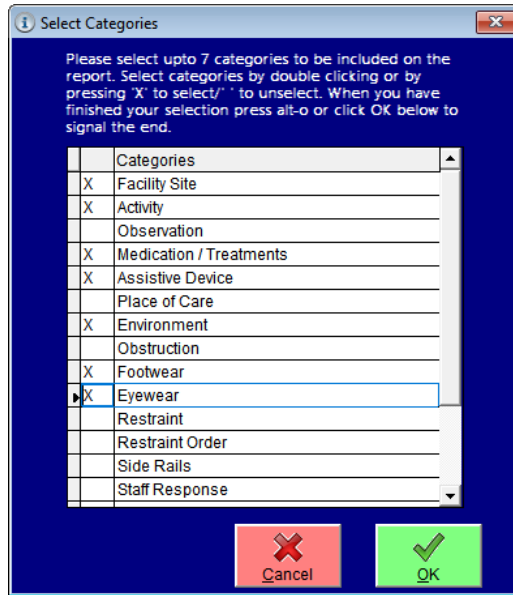 Select Categories
Please select upto 7 categories to be included on the
report. Select categories by double clicking or by
pressing 'X' to select/' ' to unselect. When you have
finished your selection press alt-o or click OK below to
signal the end.
Categories
X Facility Site
X Activity
Observation
X Medication / Treatments
X Assistive Device
Place of Care
X Environment
Obstruction
X Footwear
X Eyewear
Restraint
Restraint Order
Side Rails
Staff Response
Cancel
OK